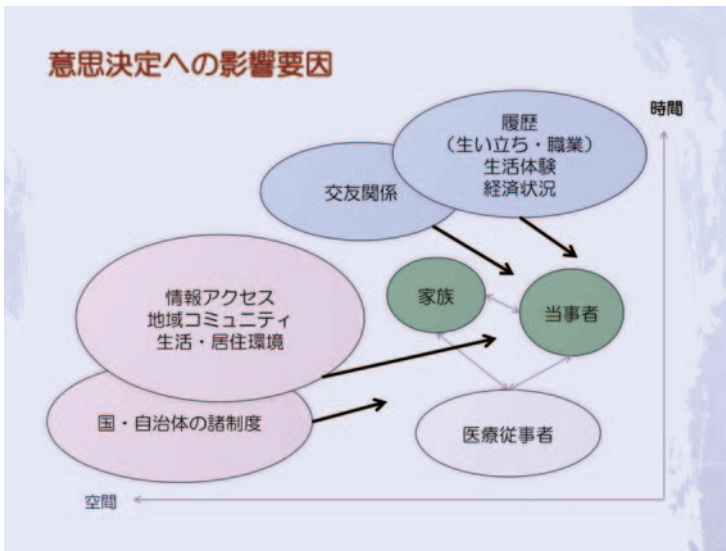 意思決定への影響要因
時間
履歴
（生い立ち・職業）
生活体験
経済状況
交友関係
情報アクセス
地域コミュニティ
生活・居住環境
家族
当事者
国・自治体の諸制度
医療従事者
空間